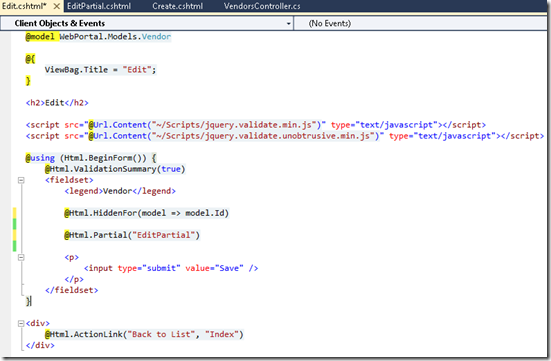 Edit.cshtml* EditPartial.cshtml Create.cshtml VendorsController.cs
Client Objects & Events (No Events)
@model WebPortal.Models.Vendor
@{
ViewBag.Title = "Edit";
}
<h2>Edit</h2>
<script src="@Url.Content("~/Scripts/jquery.validate.min.js")" type="text/javascript"></script>
<script src="@Url.Content("~/Scripts/jquery.validate.unobtrusive.min.js")" type="text/javascript"></script>
@using (Html.BeginForm()) {
@Html.ValidationSummary(true)
<fieldset>
<legend>Vendor</legend>
@Html.HiddenFor(model => model.Id)
@Html.Partial("EditPartial")
<p>
<input type="submit" value="Save" />
</p>
</fieldset>
}
<div>
@Html.ActionLink("Back to List", "Index")
</div>